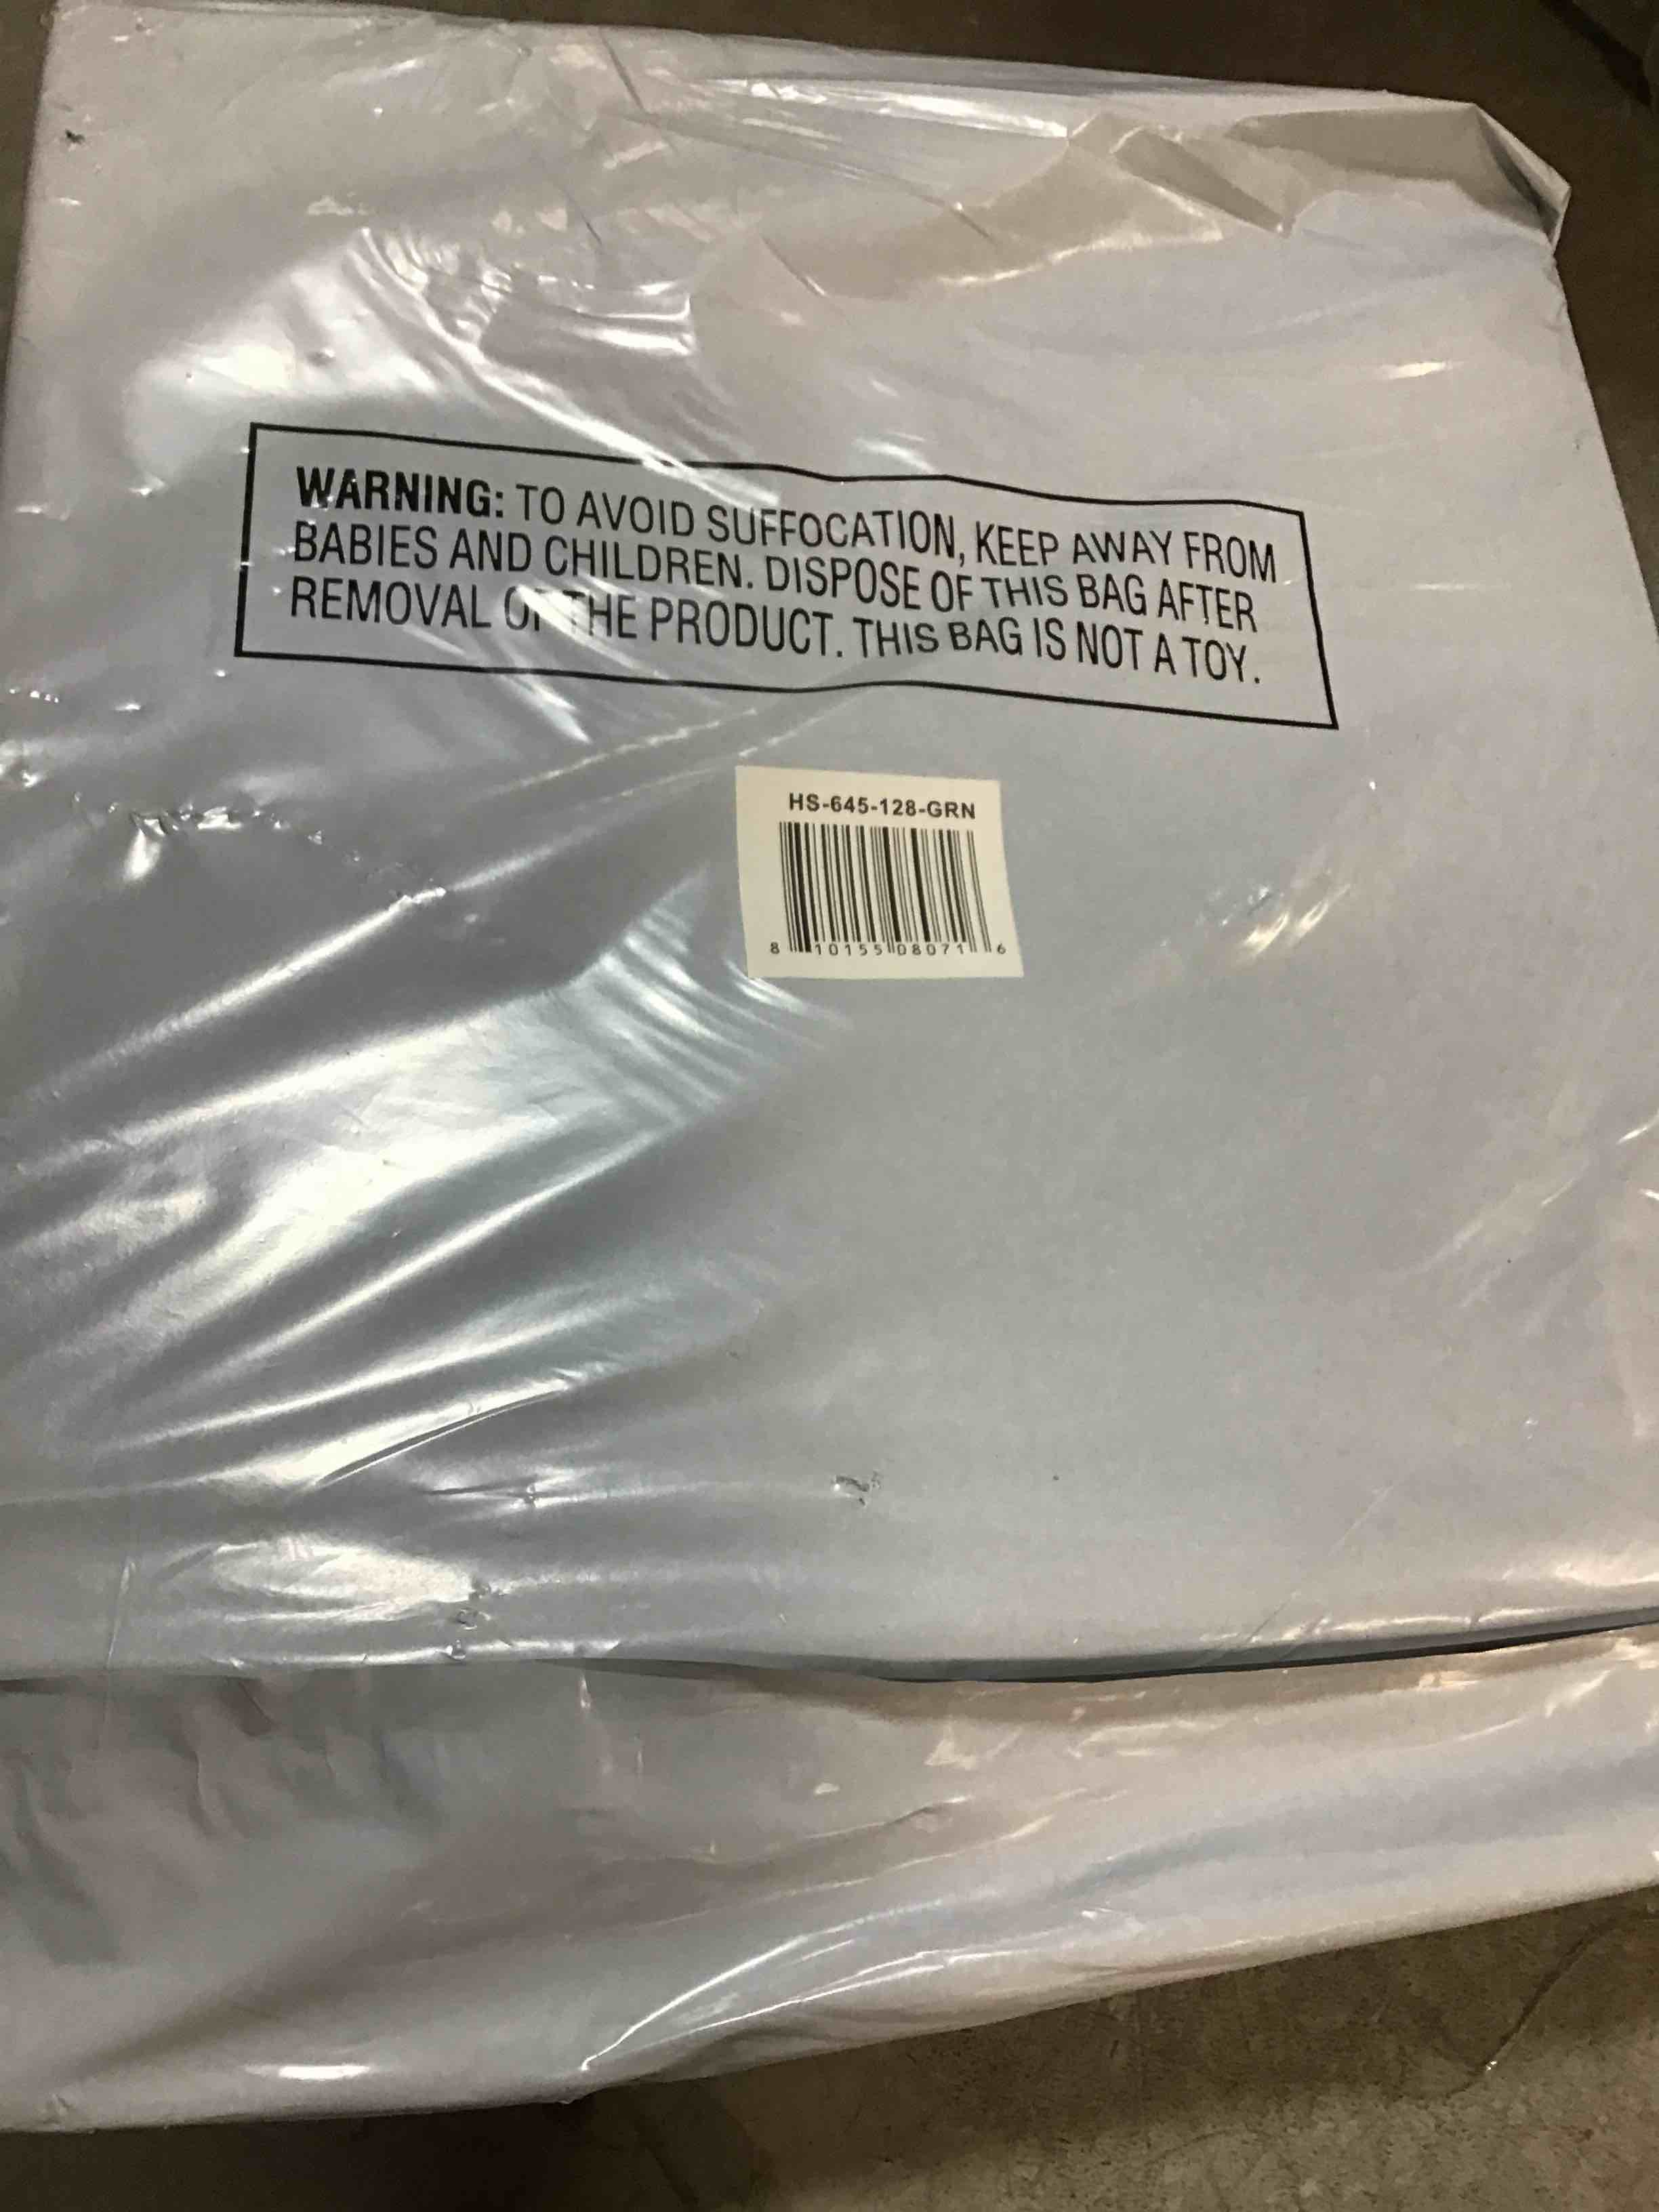 WARNING: TO AVOID SUFFOCATION, KEEP AWAY FROM
BABIES AND CHILDREN. DISPOSE OF THIS BAG AFTER
REMOVAL OF THE PRODUCT. THIS BAG IS NOT A TOY.
HS-645-128-GRN
8 10155 08071 6